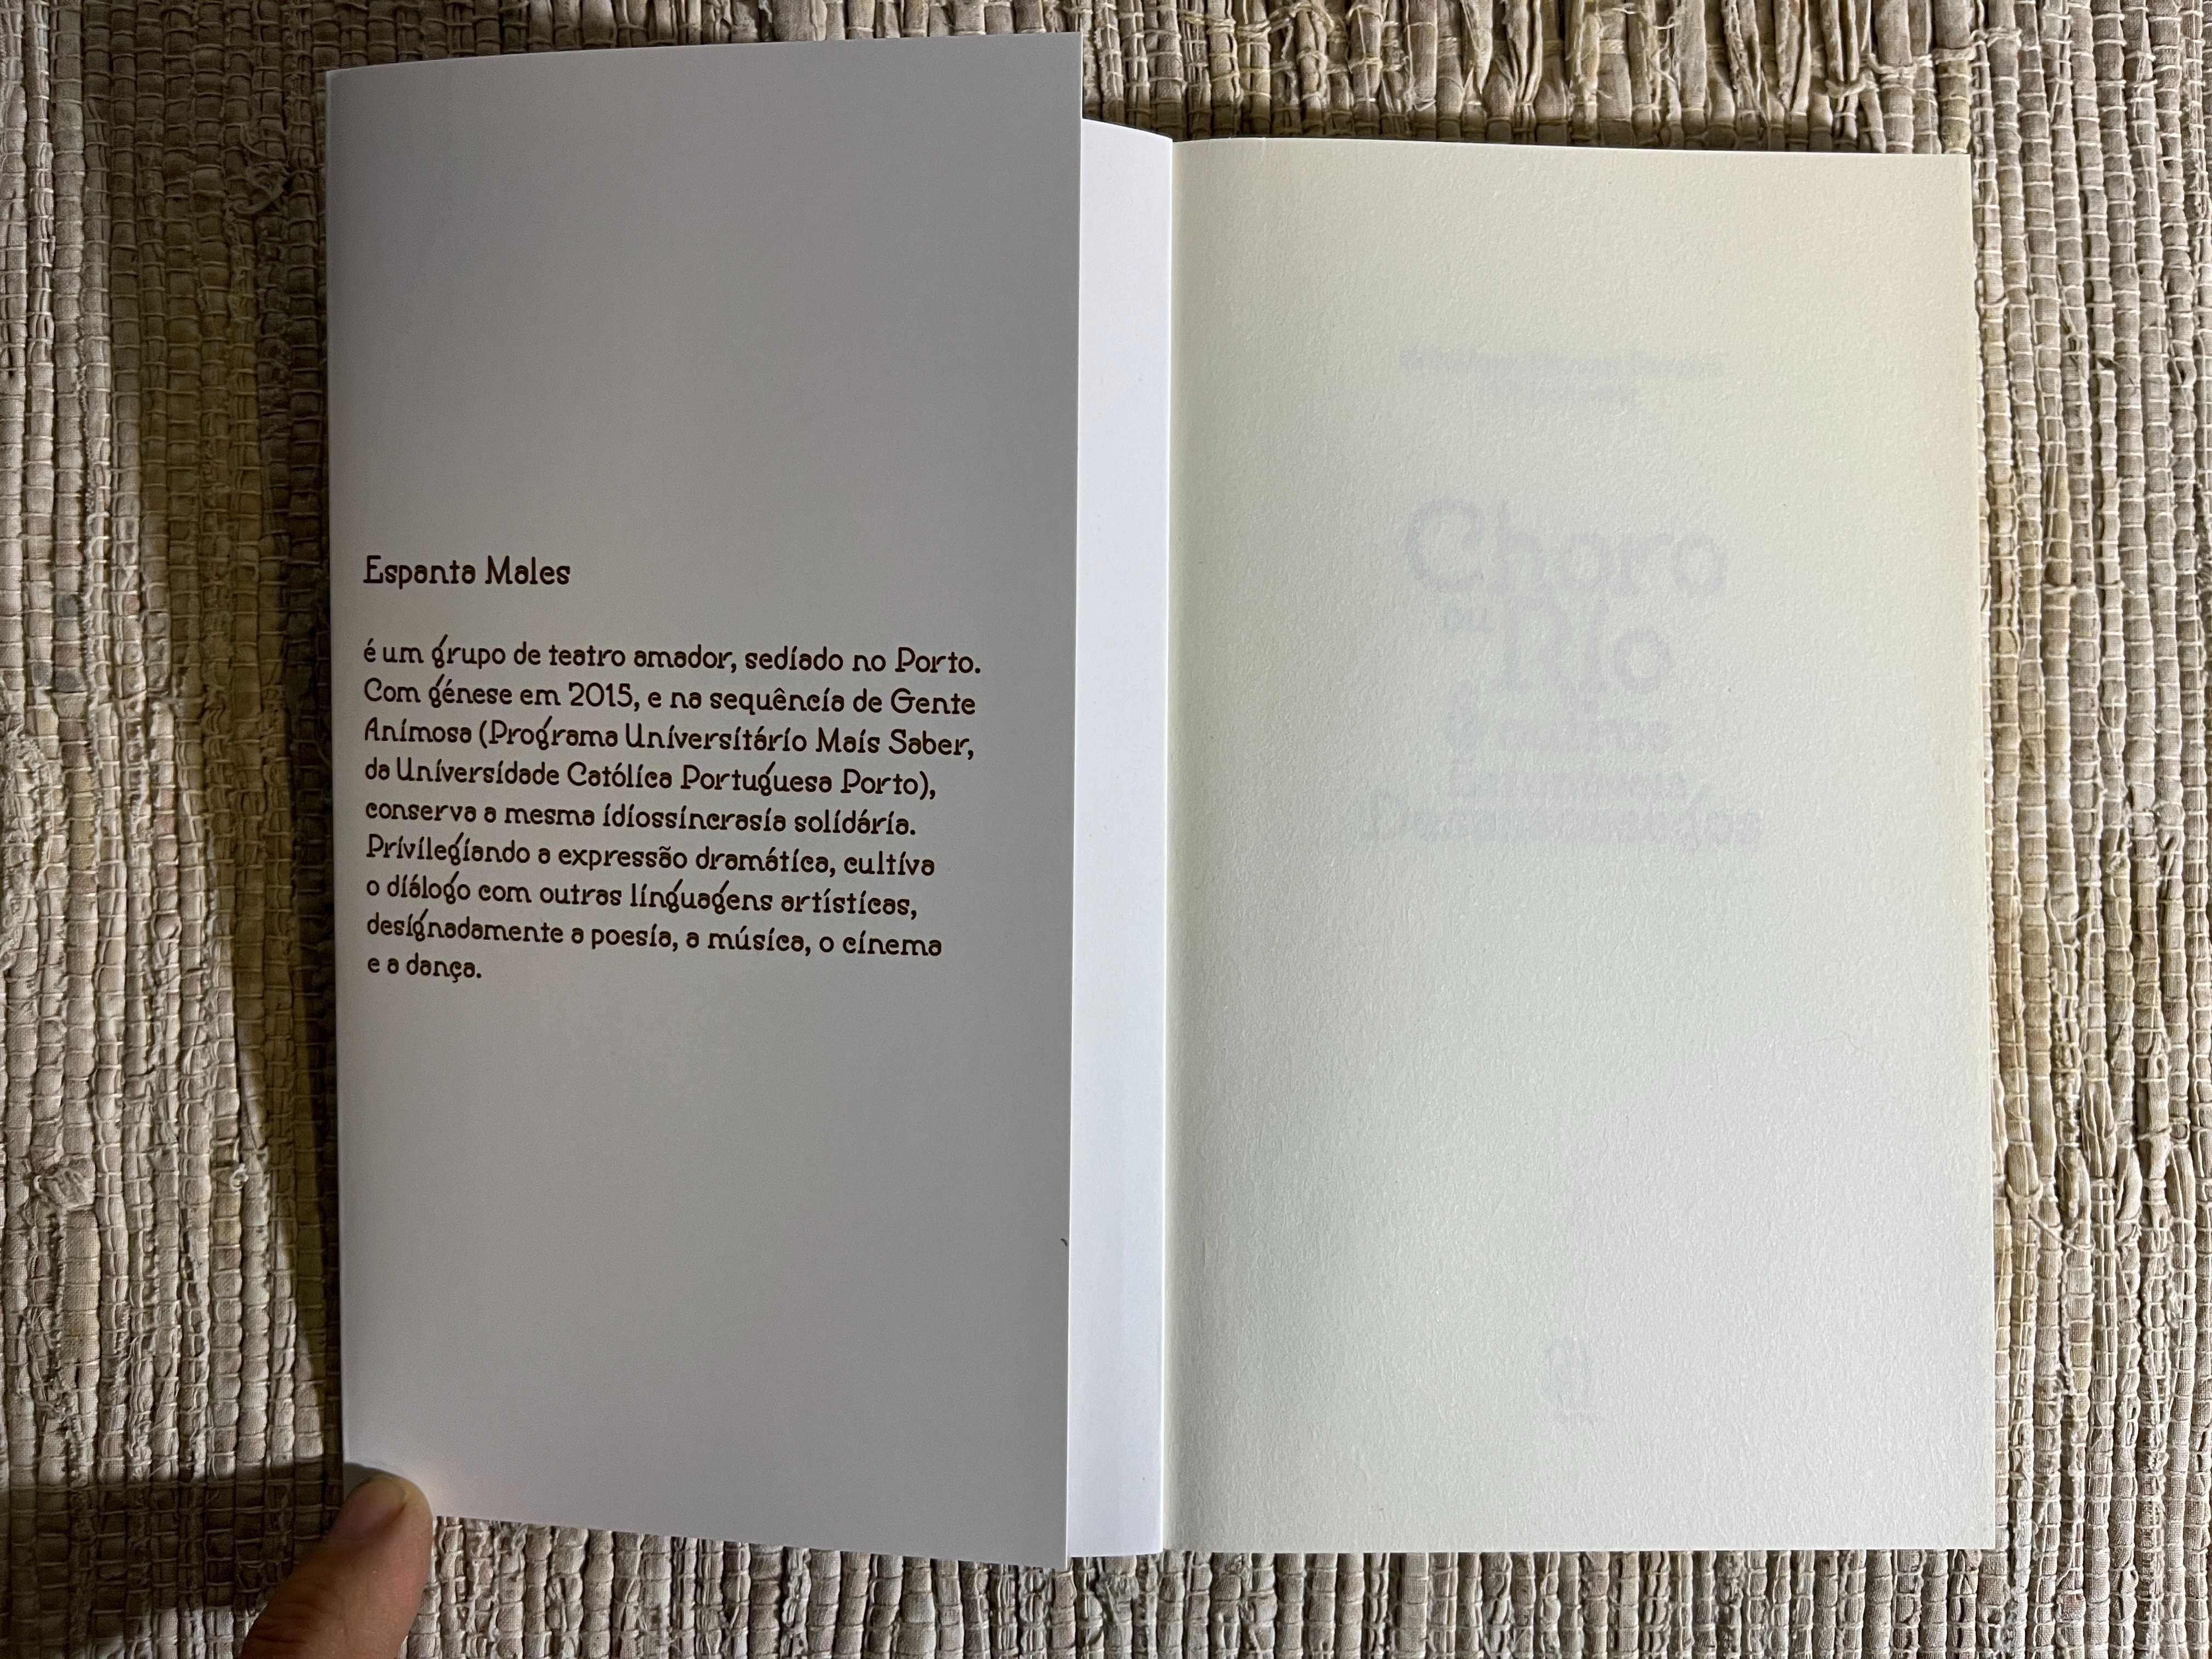 Espanta Males
é um grupo de teatro amador, sediado no Porto.
Com génese em 2015, e na sequência de Gente
Animosa (Programa Universitário Mais Saber,
da Universidade Católica Portuguesa Porto),
conserva a mesma idiossincrasia solidária.
Privilegiando a expressão dramática, cultiva
o diálogo com outras línguagens artísticas,
designadamente a poesia, a música, o cinema
e a dança.
Choro
ou Rio